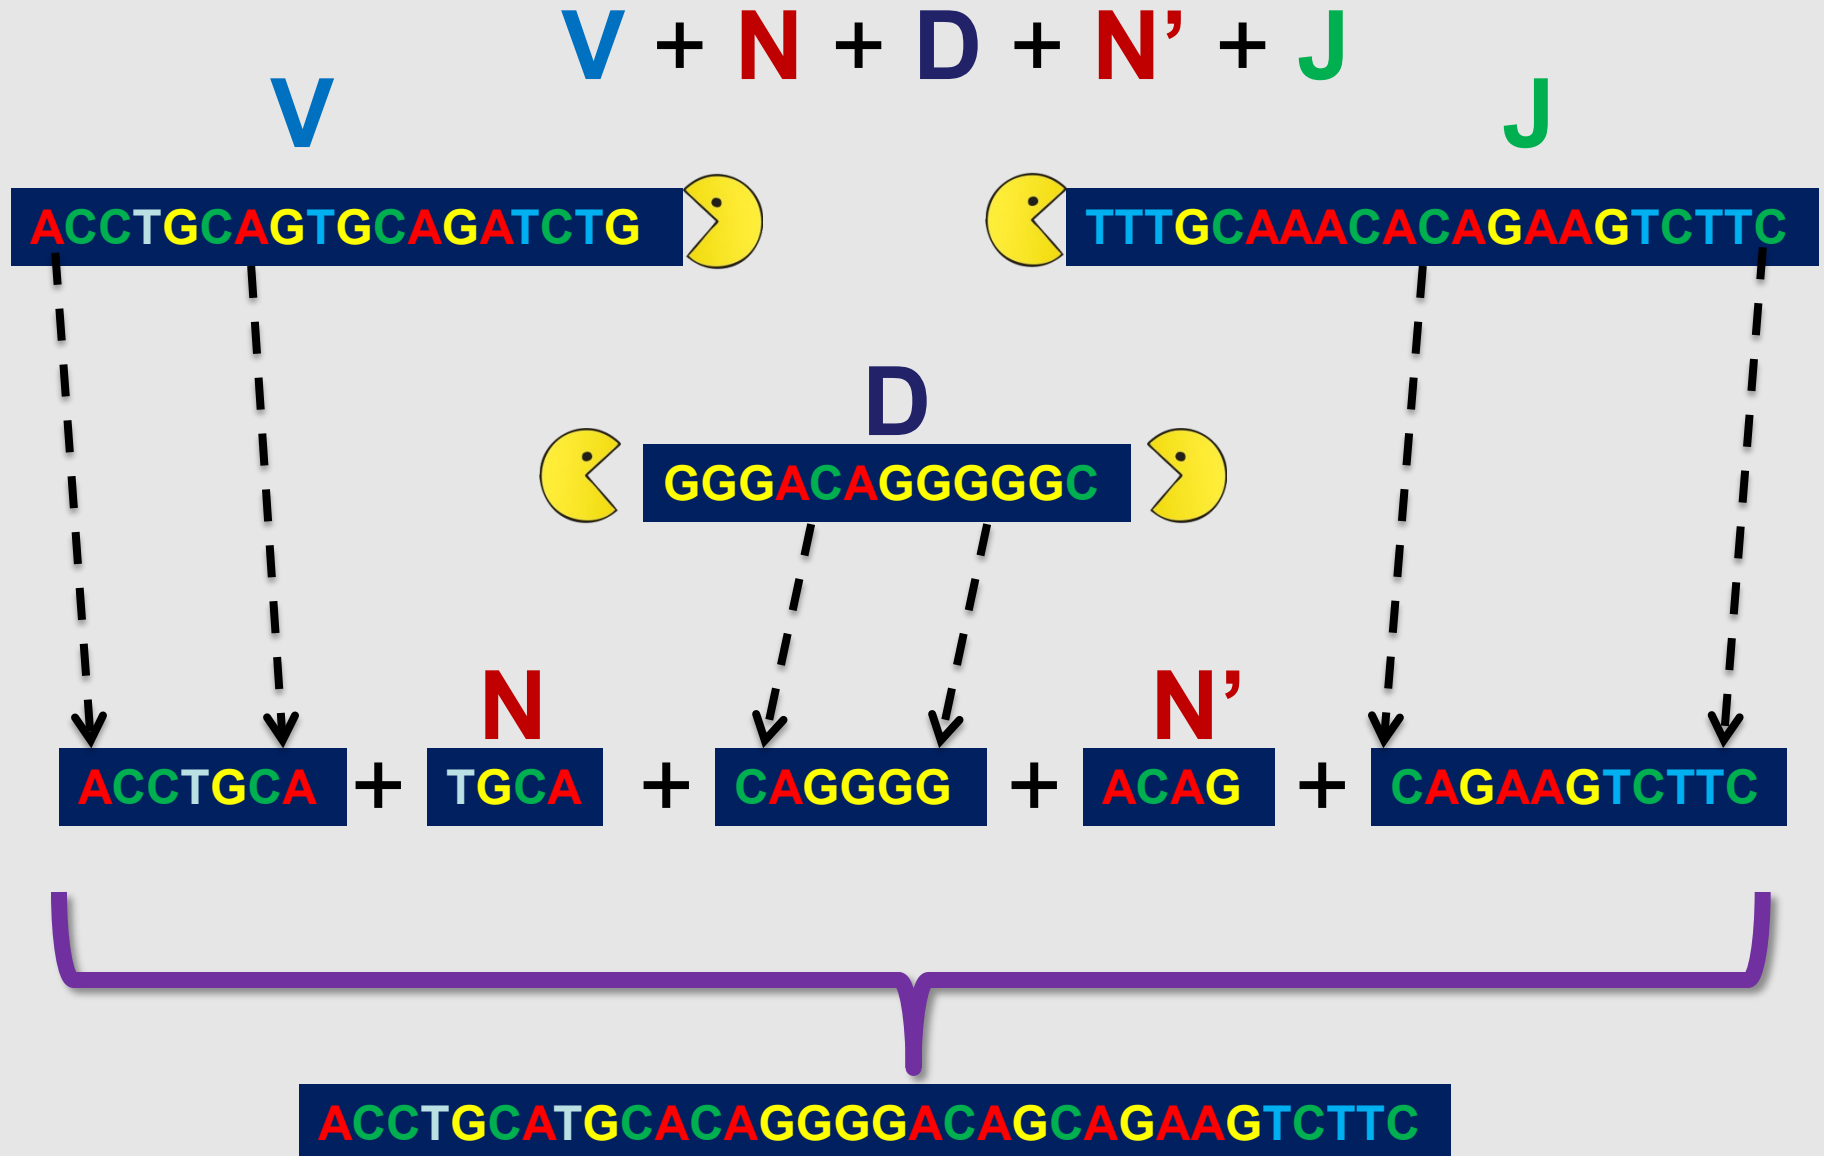 V + N + D + N’ + J
V J
ACCTGCAGTGCAGATCTG TTTGCAAACACAGAAGTCTTC
D
GGGACAGGGGGC
N N’
ACCTGCA + TGCA + CAGGGG + ACAG + CAGAAGTCTTC
ACCTGCATGCACAGGGGACAGCAGAAGTCTTC